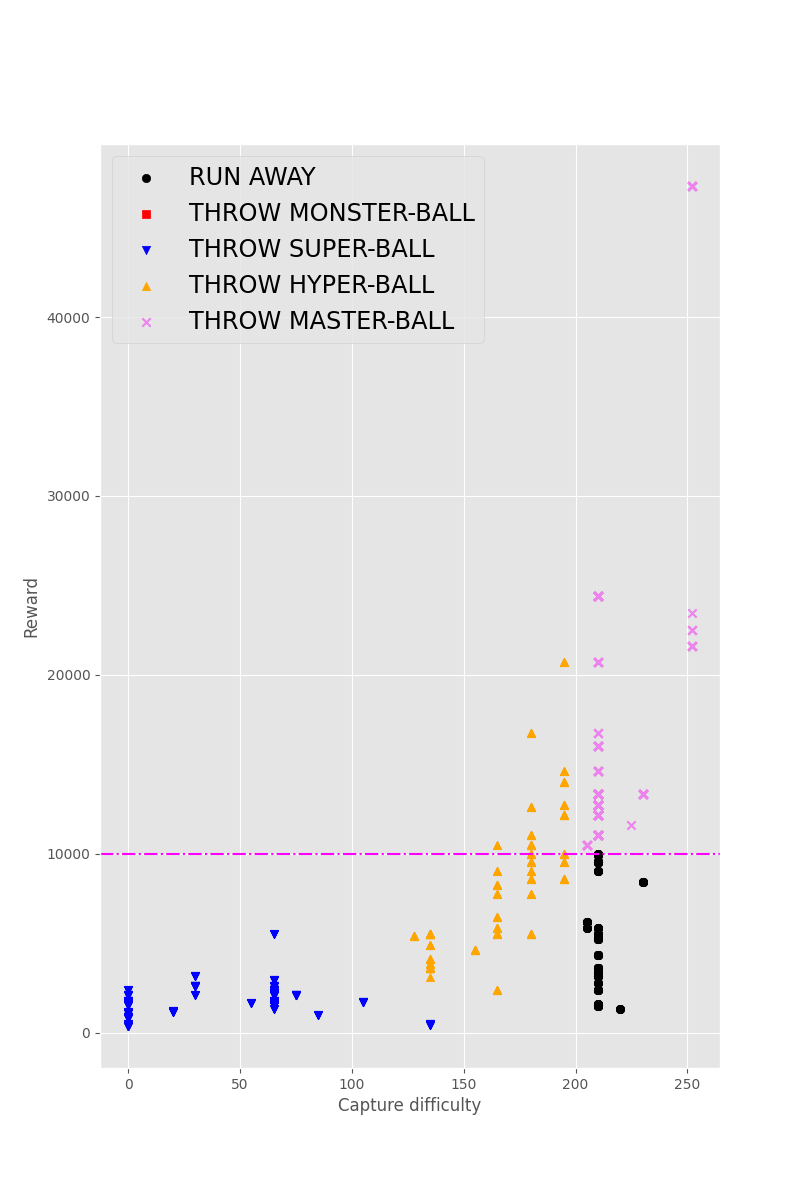 RUN AWAY
THROW MONSTER-BALL
THROW SUPER-BALL
THROW HYPER-BALL
THROW MASTER-BALL
40000
30000
20000
10000
0
Reward
0 50 100 150 200 250
Capture difficulty